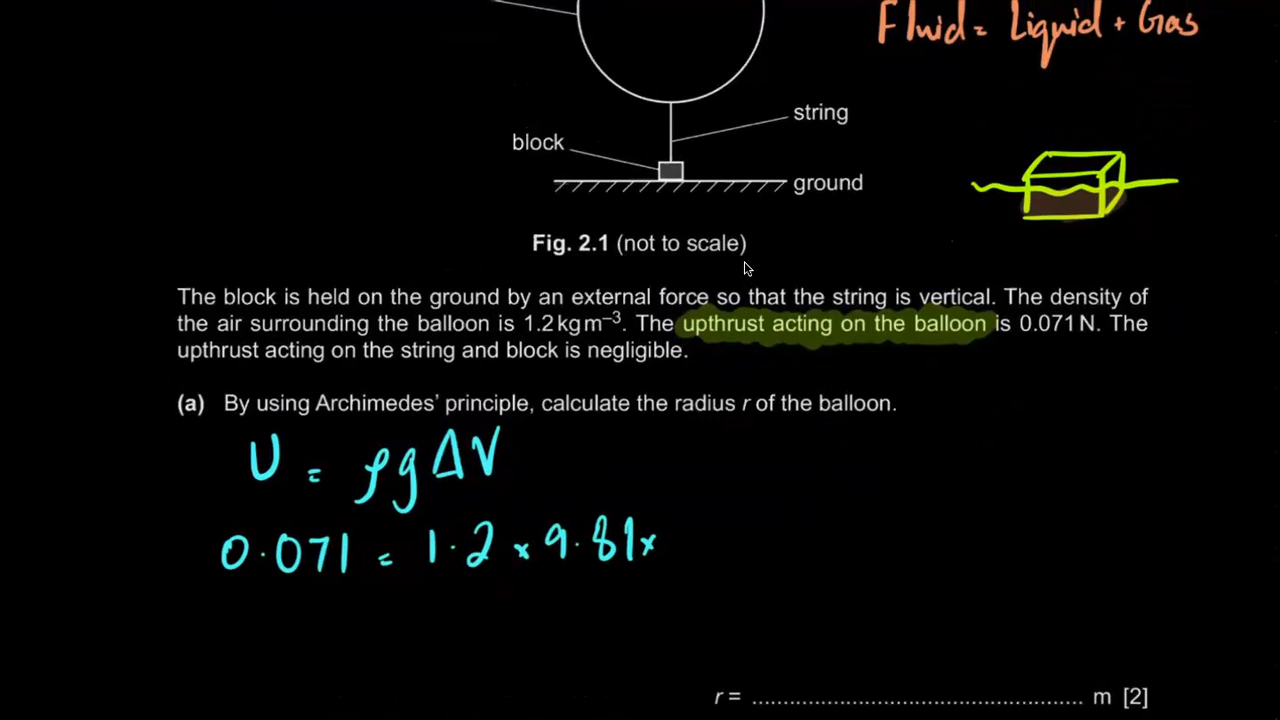 Fluid = Liquid + Gas
string
block
ground
Fig. 2.1 (not to scale)
The block is held on the ground by an external force so that the string is vertical. The density of
the air surrounding the balloon is 1.2 kg m⁻³. The upthrust acting on the balloon is 0.071 N. The
upthrust acting on the string and block is negligible.
(a) By using Archimedes' principle, calculate the radius r of the balloon.
U = ρgΔV
0.071 = 1.2 × 9.81 ×
r = ........................................................ m [2]